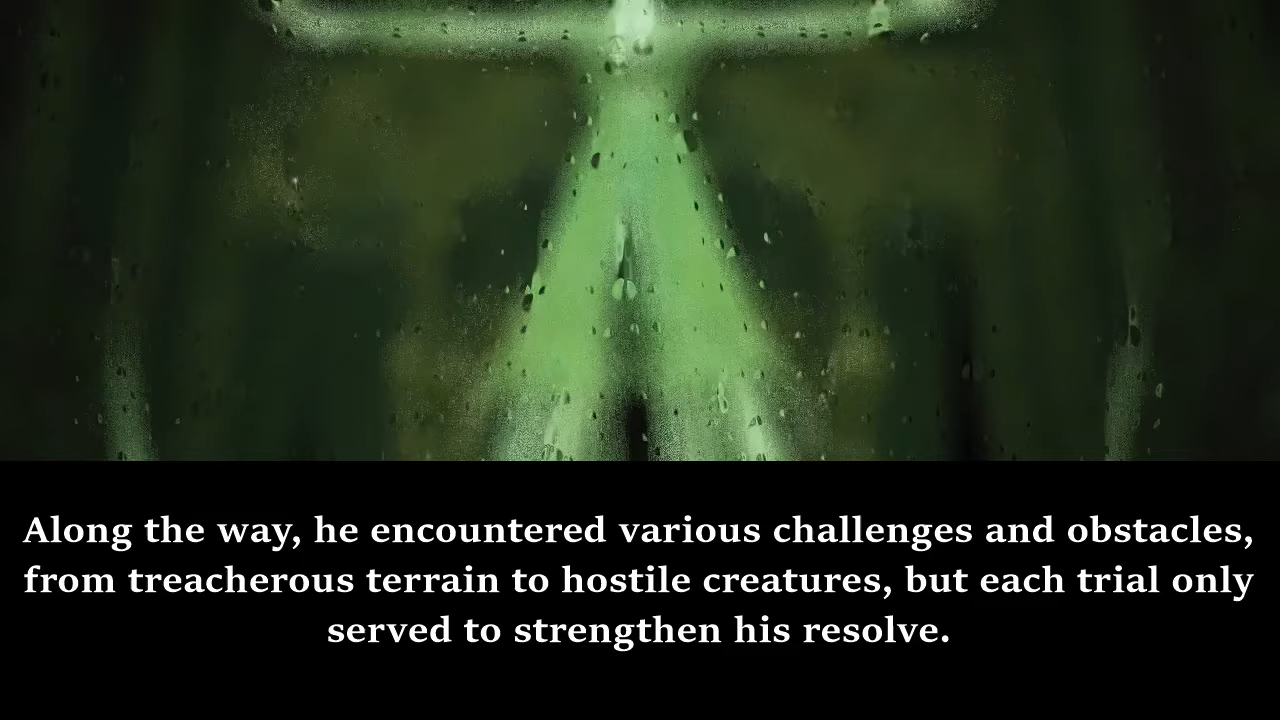 Along the way, he encountered various challenges and obstacles,
from treacherous terrain to hostile creatures, but each trial only
served to strengthen his resolve.